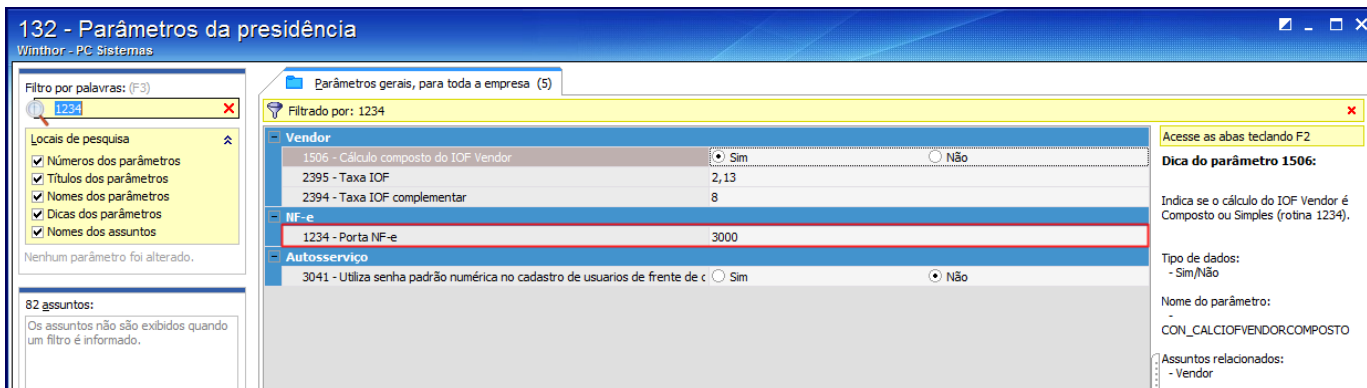 132 - Parâmetros da presidência
Winthor - PC Sistemas
Filtro por palavras: (F3)
1234
Locais de pesquisa
Números dos parâmetros
Títulos dos parâmetros
Nomes dos parâmetros
Dicas dos parâmetros
Nomes dos assuntos
Nenhum parâmetro foi alterado.
82 assuntos:
Os assuntos não são exibidos quando
um filtro é informado.
Parâmetros gerais, para toda a empresa (5)
Filtrado por: 1234
Vendor
1506 - Cálculo composto do IOF Vendor Sim Não
2395 - Taxa IOF 2,13
2394 - Taxa IOF complementar 8
NF-e
1234 - Porta NF-e 3000
Autosserviço
3041 - Utiliza senha padrão numérica no cadastro de usuarios de frente de c Sim Não
Acesse as abas teclando F2
Dica do parâmetro 1506:
Indica se o cálculo do IOF Vendor é
Composto ou Simples (rotina 1234).
Tipo de dados:
- Sim/Não
Nome do parâmetro:
-
CON_CALCIOFVENDORCOMPOSTO
Assuntos relacionados:
- Vendor